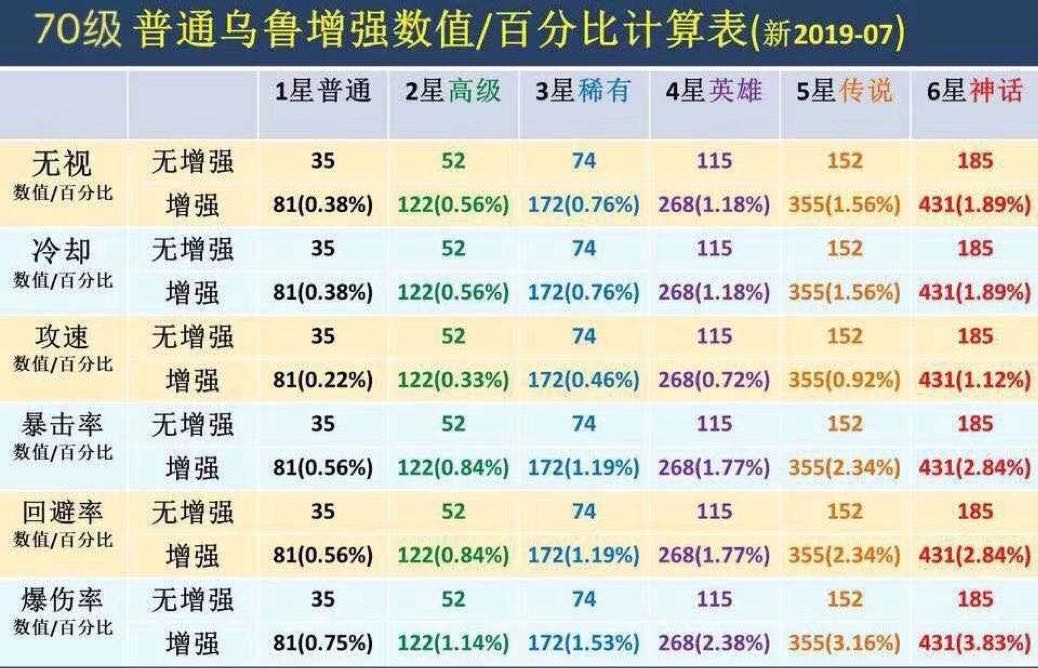 70级 普通乌鲁增强数值/百分比计算表(新2019-07)
1星普通 2星高级 3星稀有 4星英雄 5星传说 6星神话
无视 数值/百分比 无增强 35 52 74 115 152 185
增强 81(0.38%) 122(0.56%) 172(0.76%) 268(1.18%) 355(1.56%) 431(1.89%)
冷却 数值/百分比 无增强 35 52 74 115 152 185
增强 81(0.38%) 122(0.56%) 172(0.76%) 268(1.18%) 355(1.56%) 431(1.89%)
攻速 数值/百分比 无增强 35 52 74 115 152 185
增强 81(0.22%) 122(0.33%) 172(0.46%) 268(0.72%) 355(0.92%) 431(1.12%)
暴击率 数值/百分比 无增强 35 52 74 115 152 185
增强 81(0.56%) 122(0.84%) 172(1.19%) 268(1.77%) 355(2.34%) 431(2.84%)
回避率 数值/百分比 无增强 35 52 74 115 152 185
增强 81(0.56%) 122(0.84%) 172(1.19%) 268(1.77%) 355(2.34%) 431(2.84%)
爆伤率 数值/百分比 无增强 35 52 74 115 152 185
增强 81(0.75%) 122(1.14%) 172(1.53%) 268(2.38%) 355(3.16%) 431(3.83%)